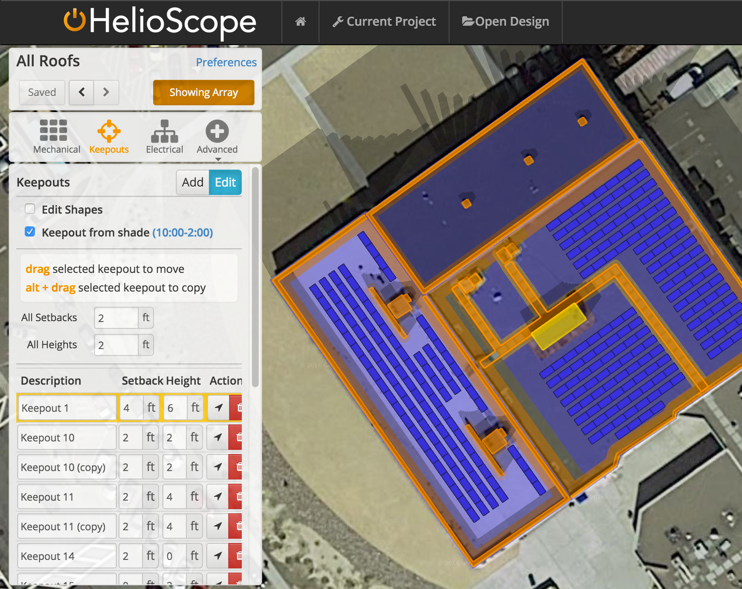 HelioScope
Current Project
Open Design
All Roofs
Preferences
Saved
Showing Array
Mechanical
Keepouts
Electrical
Advanced
Keepouts
Add
Edit
Edit Shapes
Keepout from shade (10:00-2:00)
drag selected keepout to move
alt + drag selected keepout to copy
All Setbacks 2 ft
All Heights 2 ft
Description Setback Height Action
Keepout 1 4 ft 6 ft
Keepout 10 2 ft 2 ft
Keepout 10 (copy) 2 ft 2 ft
Keepout 11 2 ft 4 ft
Keepout 11 (copy) 2 ft 4 ft
Keepout 14 2 ft 0 ft